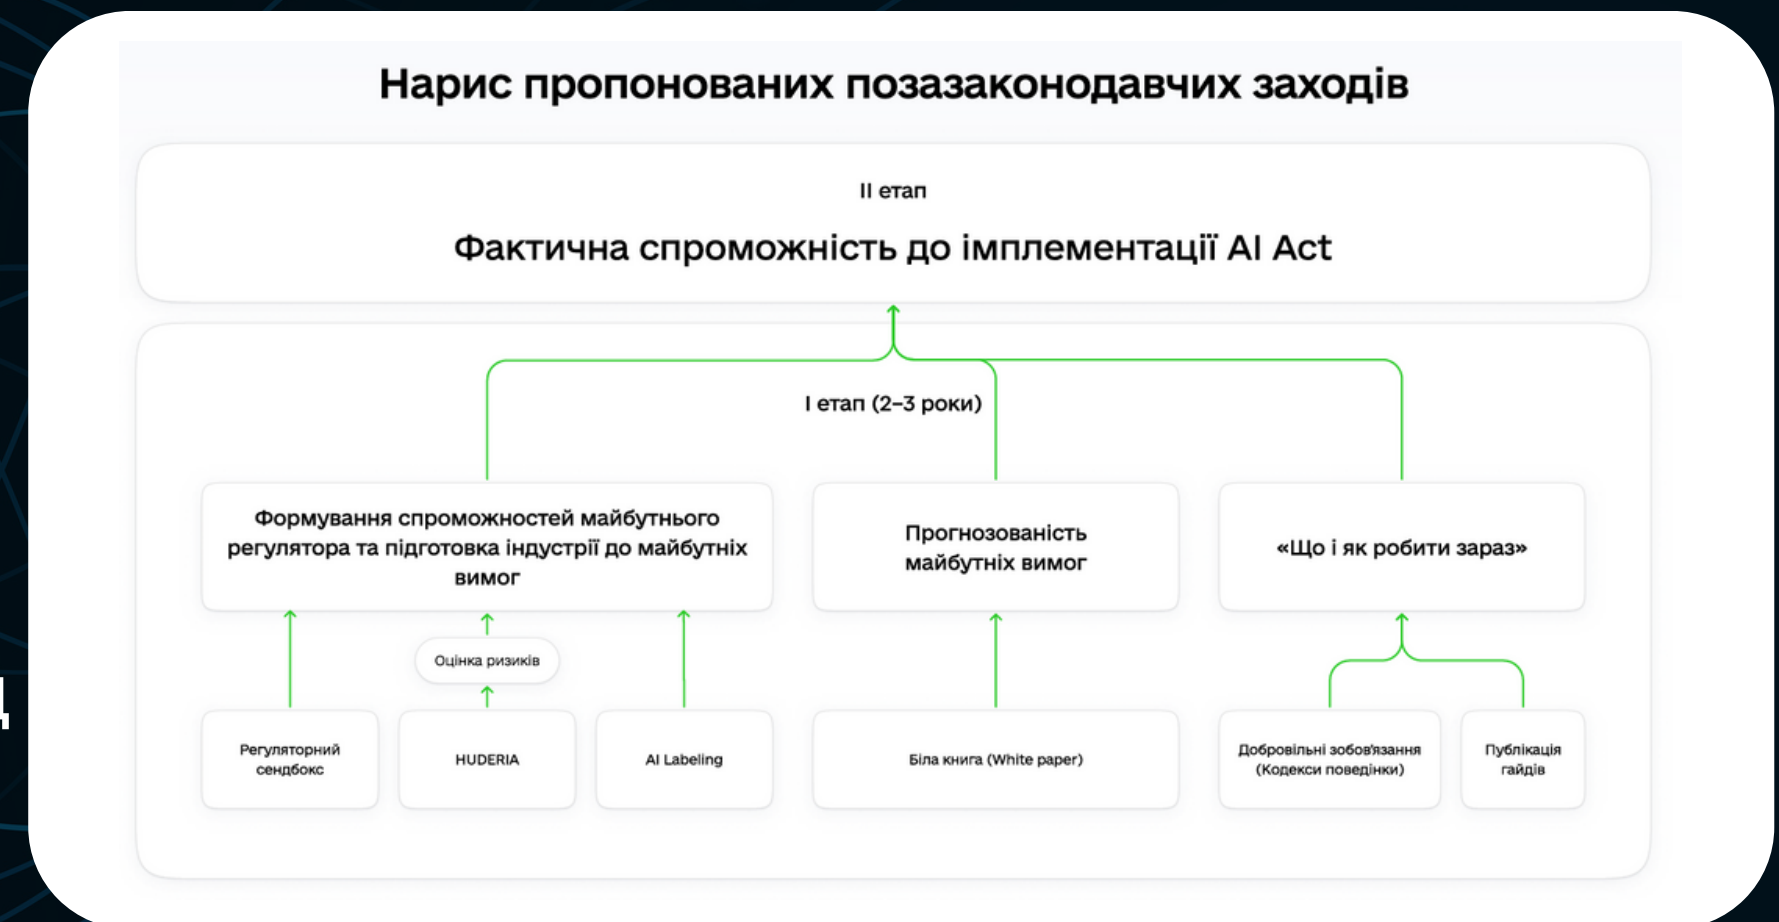 Нарис пропонованих позазаконодавчих заходів
ІІ етап
Фактична спроможність до імплементації AI Act
І етап (2–3 роки)
Формування спроможностей майбутнього
регулятора та підготовка індустрії до майбутніх
вимог
Прогнозованість
майбутніх вимог
«Що і як робити зараз»
Оцінка ризиків
Регуляторний
сендбокс
HUDERIA
AI Labeling
Біла книга (White paper)
Добровільні зобов'язання
(Кодекси поведінки)
Публікація
гайдів